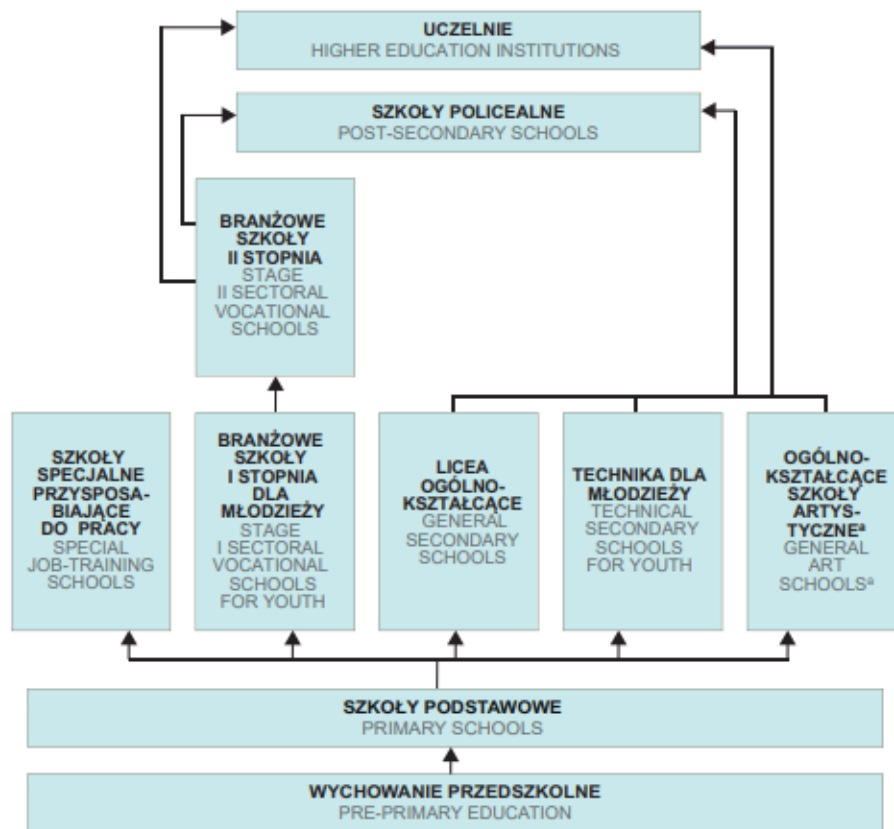 UCZELNIE
HIGHER EDUCATION INSTITUTIONS
SZKOŁY POLICEALNE
POST-SECONDARY SCHOOLS
BRANŻOWE
SZKOŁY
II STOPNIA
STAGE
II SECTORAL
VOCATIONAL
SCHOOLS
SZKOŁY
SPECJALNE
PRZYSPOSA-
BIAJĄCE
DO PRACY
SPECIAL
JOB-TRAINING
SCHOOLS
BRANŻOWE
SZKOŁY
I STOPNIA
DLA
MŁODZIEŻY
STAGE
I SECTORAL
VOCATIONAL
SCHOOLS
FOR YOUTH
LICEA
OGÓLNO-
KSZTAŁCĄCE
GENERAL
SECONDARY
SCHOOLS
TECHNIKA DLA
MŁODZIEŻY
TECHNICAL
SECONDARY
SCHOOLS
FOR YOUTH
OGÓLNO-
KSZTAŁCĄCE
SZKOŁY
ARTYS-
TYCZNEª
GENERAL
ART
SCHOOLSª
SZKOŁY PODSTAWOWE
PRIMARY SCHOOLS
WYCHOWANIE PRZEDSZKOLNE
PRE-PRIMARY EDUCATION